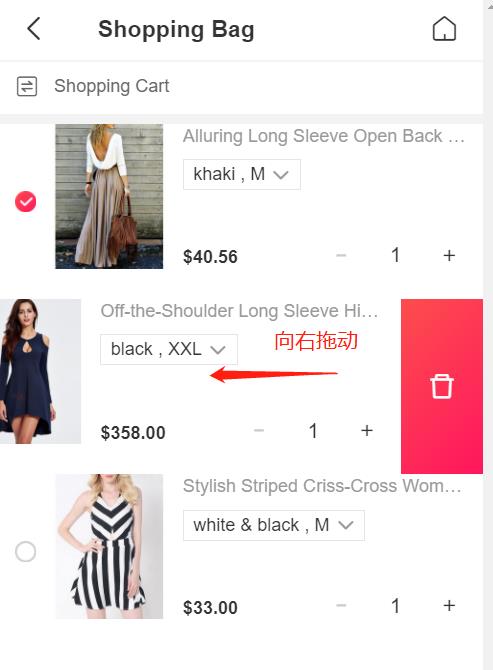 Shopping Bag
Shopping Cart
Alluring Long Sleeve Open Back ...
khaki , M
$40.56
− 1 +
Off-the-Shoulder Long Sleeve Hi...
black , XXL
向右拖动
$358.00
− 1 +
Stylish Striped Criss-Cross Wom...
white & black , M
$33.00
− 1 +